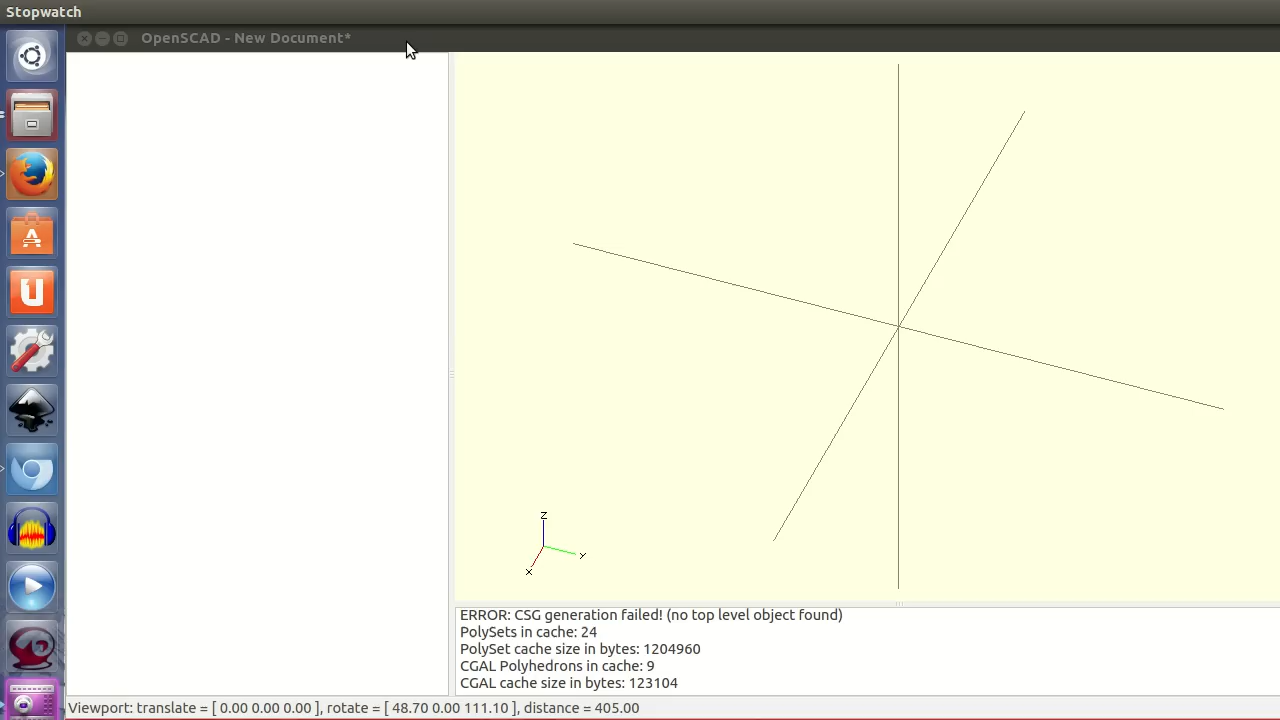 Stopwatch
OpenSCAD - New Document*
Z
Y
X
ERROR: CSG generation failed! (no top level object found)
PolySets in cache: 24
PolySet cache size in bytes: 1204960
CGAL Polyhedrons in cache: 9
CGAL cache size in bytes: 123104
Viewport: translate = [ 0.00 0.00 0.00 ], rotate = [ 48.70 0.00 111.10 ], distance = 405.00